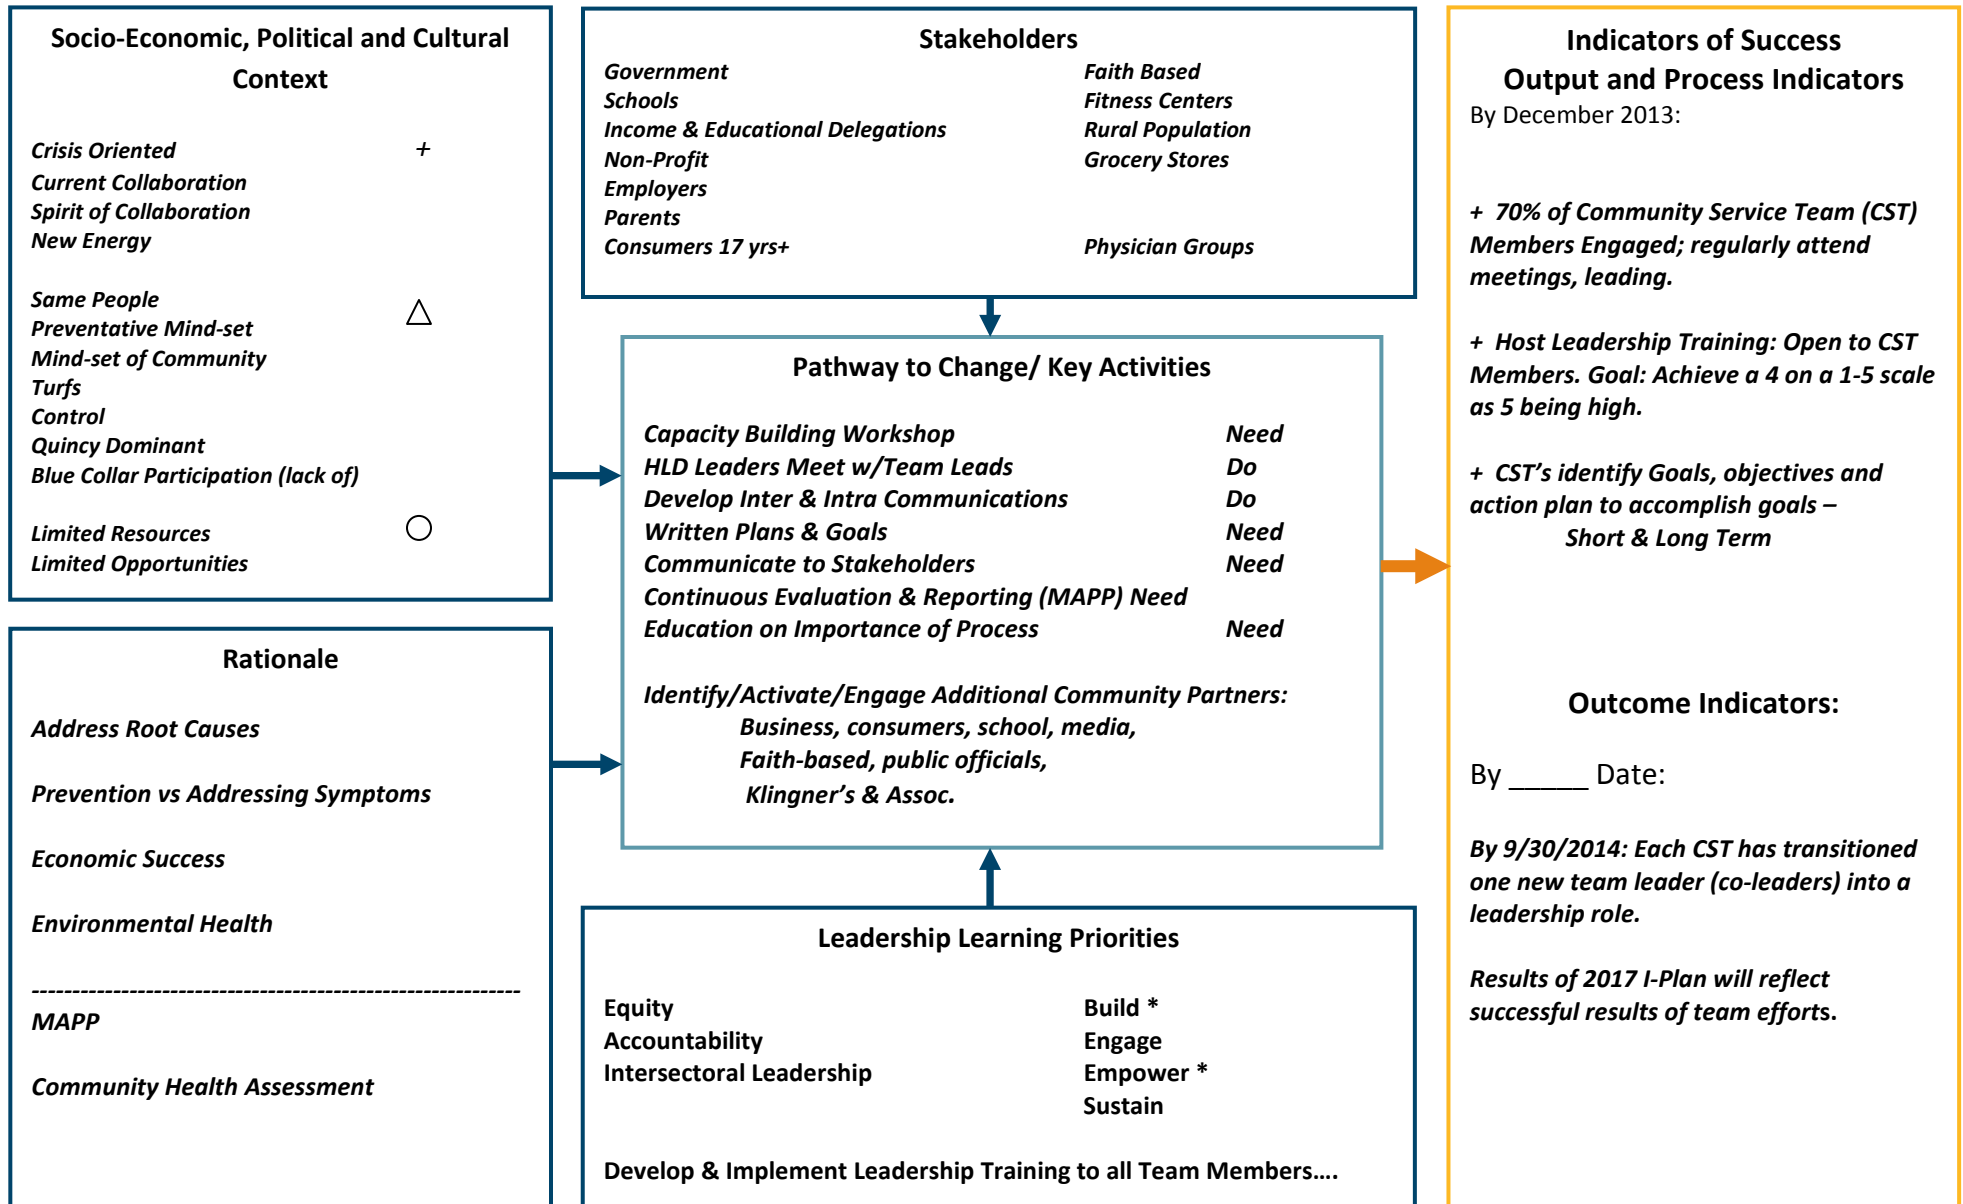 Socio-Economic, Political and Cultural
Context
Crisis Oriented +
Current Collaboration
Spirit of Collaboration
New Energy
Same People
Preventative Mind-set
Mind-set of Community
Turfs
Control
Quincy Dominant
Blue Collar Participation (lack of)
Limited Resources
Limited Opportunities
Rationale
Address Root Causes
Prevention vs Addressing Symptoms
Economic Success
Environmental Health
------------------------------------------------------------
MAPP
Community Health Assessment
Stakeholders
Government Faith Based
Schools Fitness Centers
Income & Educational Delegations Rural Population
Non-Profit Grocery Stores
Employers
Parents
Consumers 17 yrs+ Physician Groups
Pathway to Change/ Key Activities
Capacity Building Workshop Need
HLD Leaders Meet w/Team Leads Do
Develop Inter & Intra Communications Do
Written Plans & Goals Need
Communicate to Stakeholders Need
Continuous Evaluation & Reporting (MAPP) Need
Education on Importance of Process Need
Identify/Activate/Engage Additional Community Partners:
Business, consumers, school, media,
Faith-based, public officials,
Klingner’s & Assoc.
Leadership Learning Priorities
Equity Build *
Accountability Engage
Intersectoral Leadership Empower *
Sustain
Develop & Implement Leadership Training to all Team Members….
Indicators of Success
Output and Process Indicators
By December 2013:
+ 70% of Community Service Team (CST)
Members Engaged; regularly attend
meetings, leading.
+ Host Leadership Training: Open to CST
Members. Goal: Achieve a 4 on a 1-5 scale
as 5 being high.
+ CST’s identify Goals, objectives and
action plan to accomplish goals –
Short & Long Term
Outcome Indicators:
By _____ Date:
By 9/30/2014: Each CST has transitioned
one new team leader (co-leaders) into a
leadership role.
Results of 2017 I-Plan will reflect
successful results of team efforts.